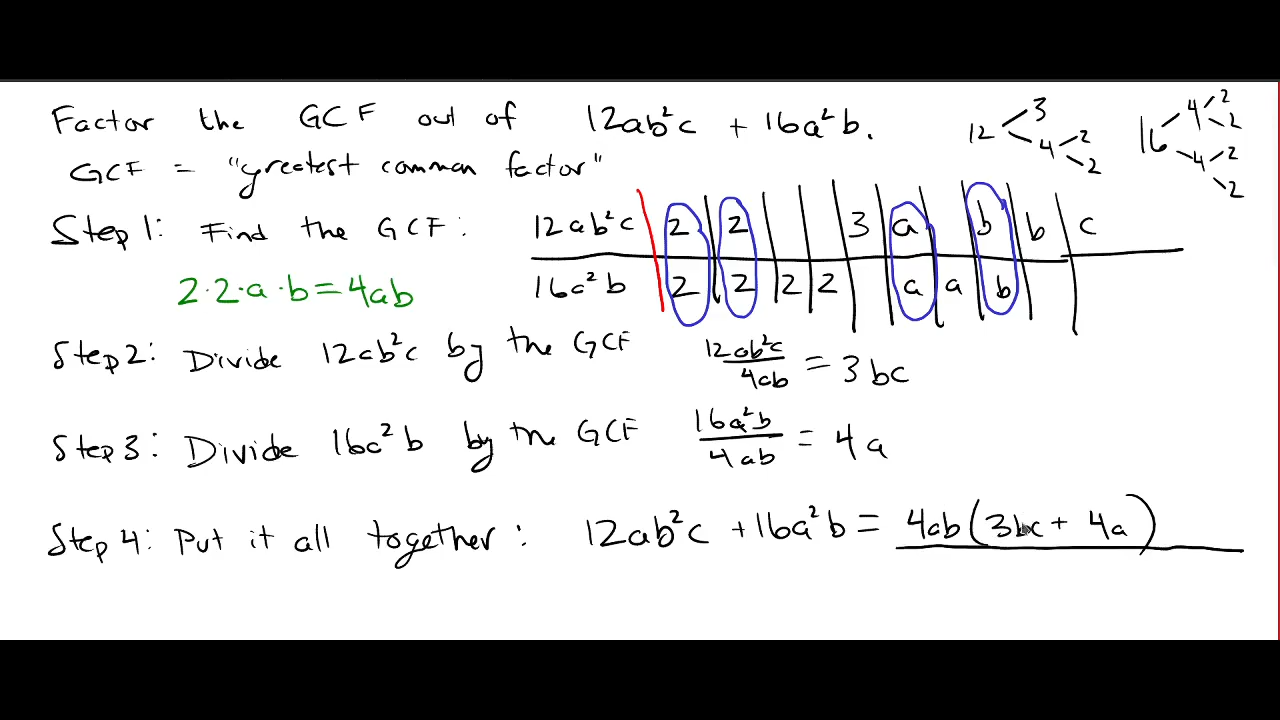 Factor the GCF out of 12ab²c + 16a²b.
GCF = "greatest common factor"
12 3 4 2 2
16 4 2 2 4 2 2
Step 1: Find the GCF:
12ab²c 2 2 3 a b b c
16a²b 2 2 2 2 a a b
2·2·a·b=4ab
Step 2: Divide 12ab²c by the GCF 12ab²c/4ab = 3bc
Step 3: Divide 16a²b by the GCF 16a²b/4ab = 4a
Step 4: Put it all together: 12ab²c + 16a²b = 4ab(3bc + 4a)